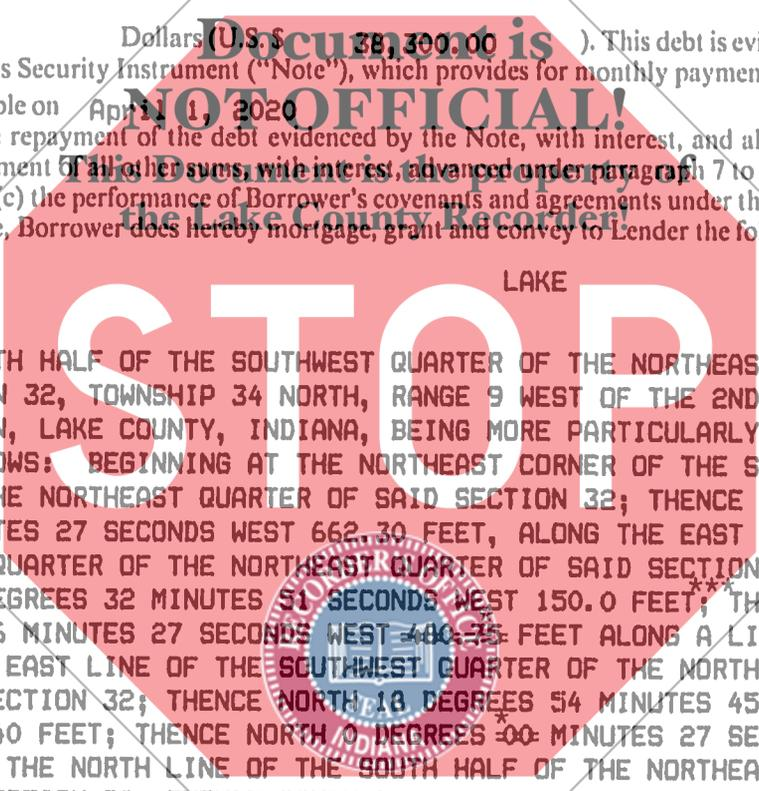 Dollars (U.S. $ 38,300.00 ). This debt is evi
Document is
s Security Instrument ("Note"), which provides for monthly paymen
ble on April 1, 2020
NOT OFFICIAL!
repayment of the debt evidenced by the Note, with interest, and al
ment of all other sums, with interest, advanced under paragraph 7 to
This Document is the property of
(c) the performance of Borrower's covenants and agreements under th
the Lake County Recorder!
e, Borrower does hereby mortgage, grant and convey to Lender the fo
LAKE
STOP
TH HALF OF THE SOUTHWEST QUARTER OF THE NORTHEAS
N 32, TOWNSHIP 34 NORTH, RANGE 9 WEST OF THE 2ND
N, LAKE COUNTY, INDIANA, BEING MORE PARTICULARLY
OWS: BEGINNING AT THE NORTHEAST CORNER OF THE S
HE NORTHEAST QUARTER OF SAID SECTION 32; THENCE
TES 27 SECONDS WEST 662.30 FEET, ALONG THE EAST
QUARTER OF THE NORTHEAST QUARTER OF SAID SECTION
EGREES 32 MINUTES 51 SECONDS WEST 150.0 FEET; TH
***
MINUTES 27 SECONDS WEST 480.75 FEET ALONG A LI
EAST LINE OF THE SOUTHWEST QUARTER OF THE NORTH
ECTION 32; THENCE NORTH 18 DEGREES 54 MINUTES 45
40 FEET; THENCE NORTH 0 DEGREES 00 MINUTES 27 SE
*
THE NORTH LINE OF THE SOUTH HALF OF THE NORTHEA
RECORDER'S OFFICE
SEAL
INDIANA